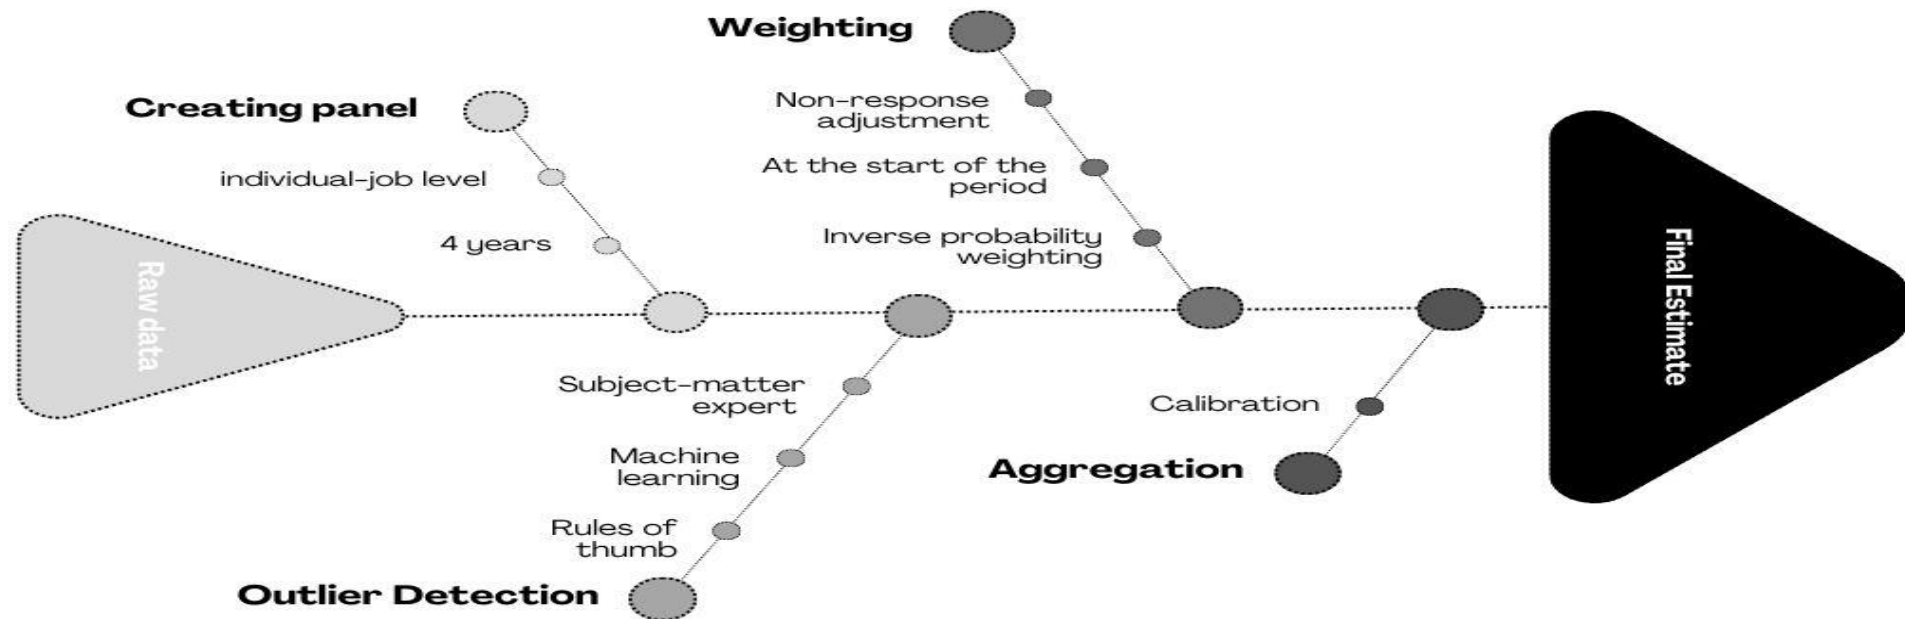 Weighting
Creating panel
Non-response
adjustment
individual-job level
At the start of the
period
4 years
Inverse probability
weighting
Raw data
Final Estimate
Subject-matter
expert
Calibration
Machine
learning
Aggregation
Rules of
thumb
Outlier Detection